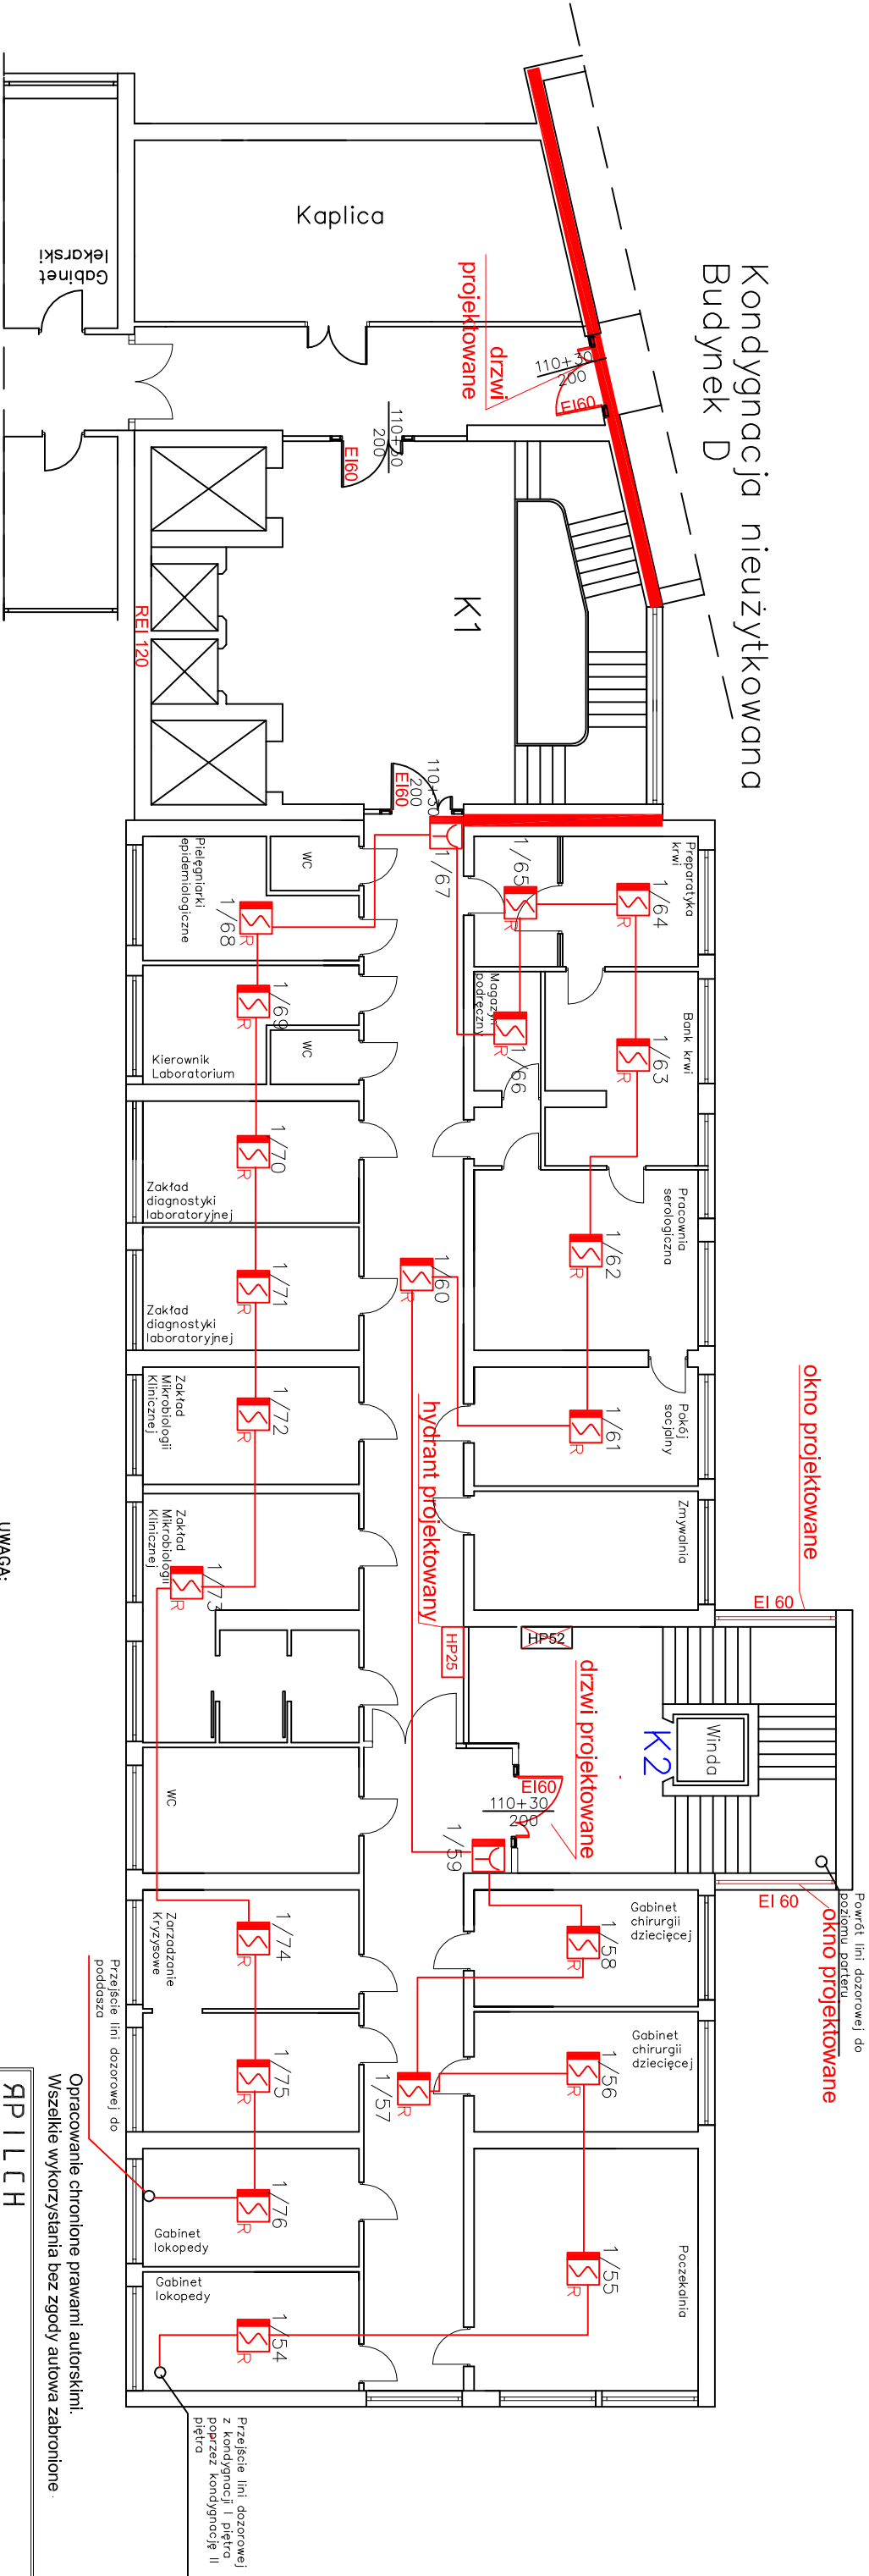 Kondygnacja nieużytkowana
Budynek D
Kaplica
Gabinet
lekarski
drzwi
projektowane
110+30
200
EI60
110+30
200
EI60
K1
REI 120
110+30
200
EI60
1/67
Pielęgniarki
epidemiologiczne
WC
1/68
R
1/65
R
Preparatyka
krwi
1/64
R
1/69
R
Kierownik
Laboratorium
WC
Magazyn
podręczny
1/66
R
Bank krwi
1/63
R
1/70
R
Zakład
diagnostyki
laboratoryjnej
Pracownia
serologiczna
1/62
R
1/60
R
1/71
R
Zakład
diagnostyki
laboratoryjnej
Zakład
Mikrobiologii
Klinicznej
1/72
R
Pokój
socjalny
1/61
R
okno projektowane
hydrant projektowany
Zakład
Mikrobiologii
Klinicznej
1/73
R
Zmywalnia
EI 60
HP25
HP52
drzwi projektowane
Winda
K2
EI60
110+30
200
WC
1/59
EI 60
okno projektowane
Powrót lini dozorowej do
poziomu parteru
Gabinet
chirurgii
dziecięcej
1/58
R
Zarzadzanie
Kryzysowe
1/74
R
Przejście lini dozorowej do
poddasza
Gabinet
chirurgii
dziecięcej
1/56
R
1/57
R
1/75
R
1/76
R
Gabinet
lokopedy
Poczekalnia
1/55
R
Gabinet
lokopedy
1/54
R
Przejście lini dozorowej
z kondygnacji I piętra
poprzez kondygnację II
piętra
UWAGA:
Opracowanie chronione prawami autorskimi.
Wszelkie wykorzystania bez zgody autowa zabronione
PILCH